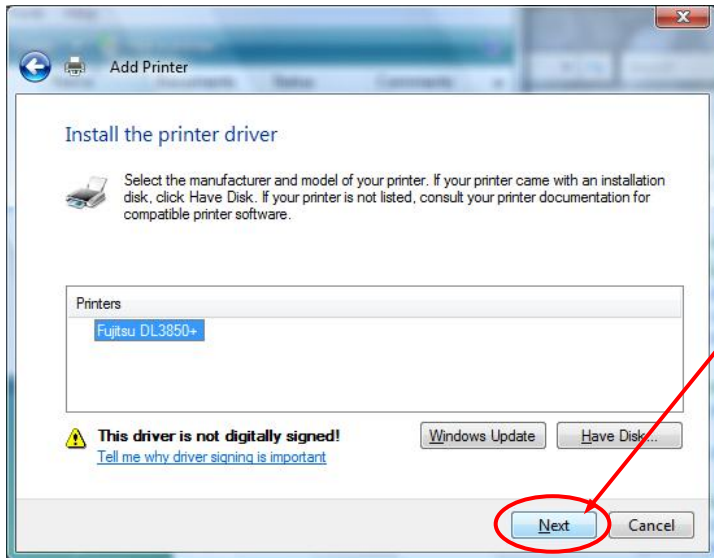 Add Printer
Install the printer driver
Select the manufacturer and model of your printer. If your printer came with an installation
disk, click Have Disk. If your printer is not listed, consult your printer documentation for
compatible printer software.
Printers
Fujitsu DL3850+
This driver is not digitally signed!
Tell me why driver signing is important
Windows Update
Have Disk...
Next
Cancel